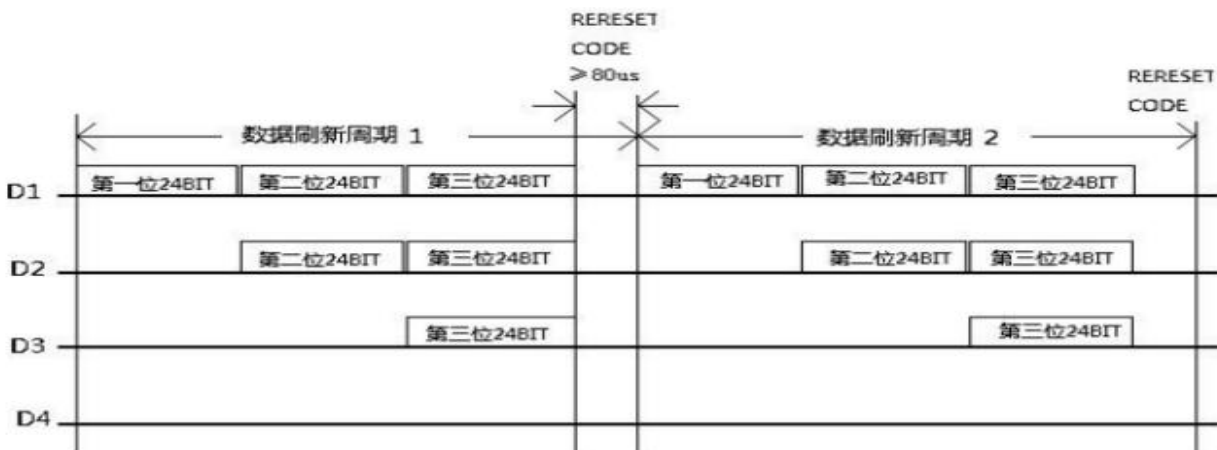 RERESET
CODE
≥80us
RERESET
CODE
数据刷新周期 1
数据刷新周期 2
D1
第一位24BIT
第二位24BIT
第三位24BIT
第一位24BIT
第二位24BIT
第三位24BIT
D2
第二位24BIT
第三位24BIT
第二位24BIT
第三位24BIT
D3
第三位24BIT
第三位24BIT
D4